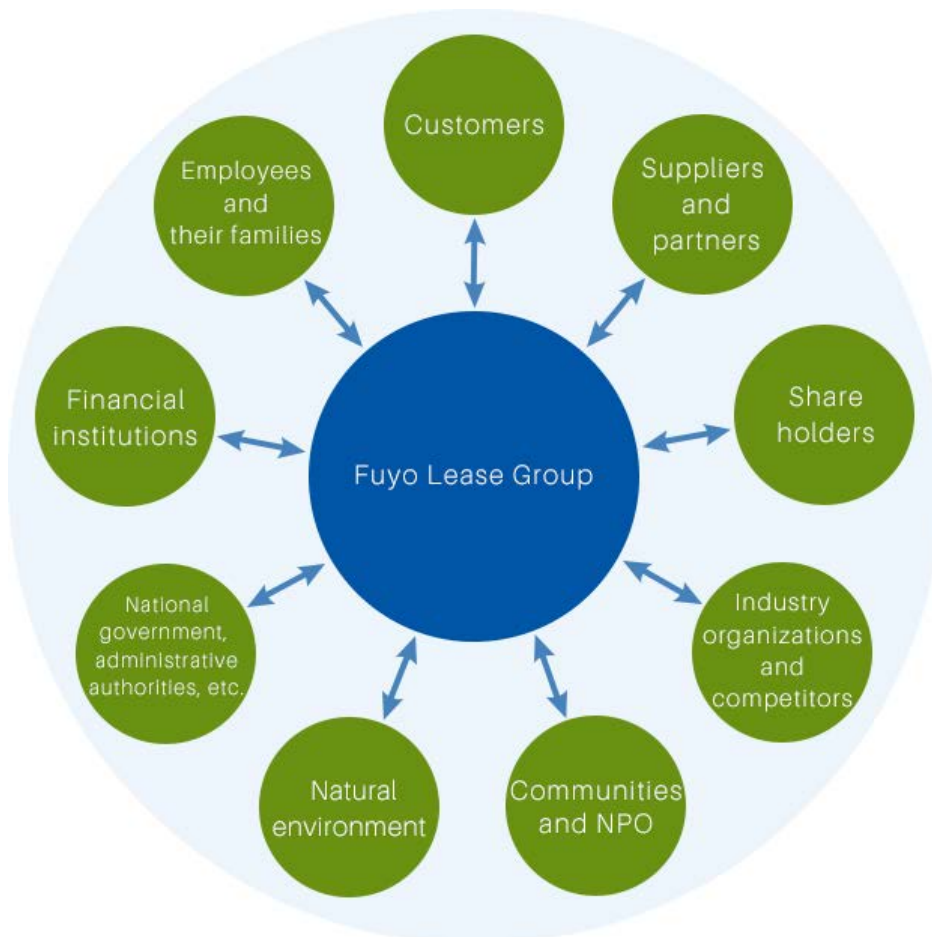 Customers
Suppliers
and
partners
Share
holders
Industry
organizations
and
competitors
Communities
and NPO
Natural
environment
National
government,
administrative
authorities, etc.
Financial
institutions
Employees
and
their families
Fuyo Lease Group